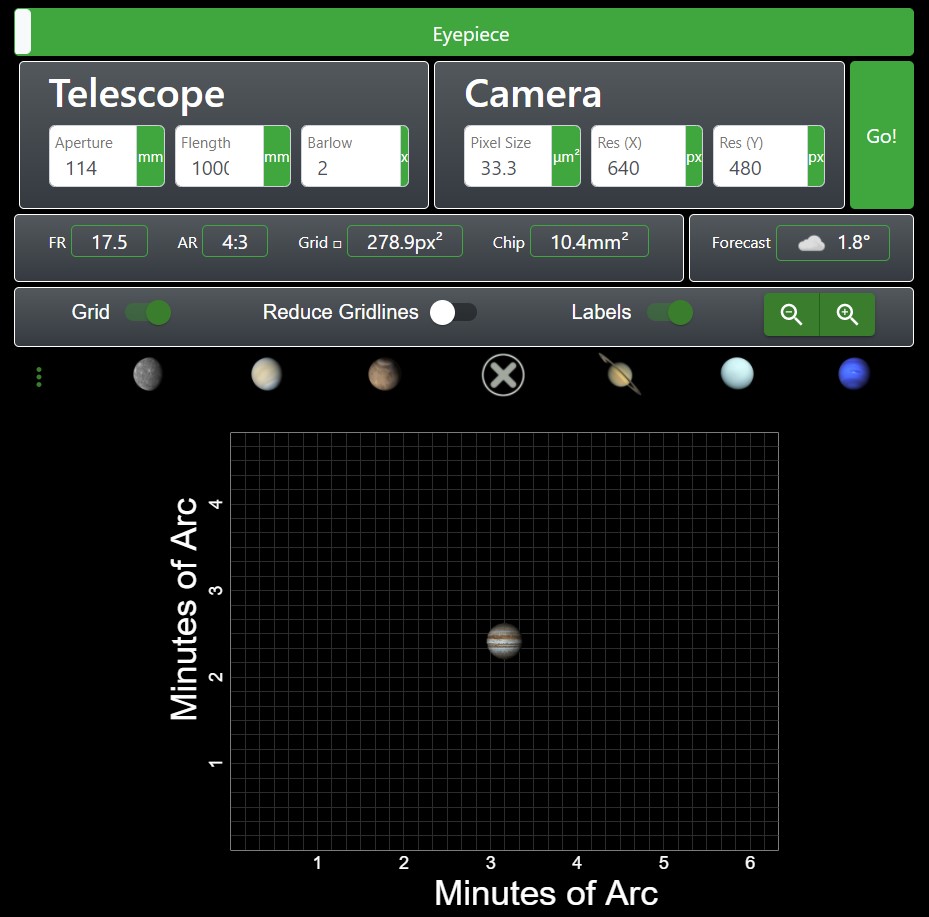 Eyepiece
Telescope
Camera
Aperture
114
mm
Flength
1000
mm
Barlow
2
x
Pixel Size
33.3
µm²
Res (X)
640
px
Res (Y)
480
px
Go!
FR 17.5
AR 4:3
Grid □ 278.9px²
Chip 10.4mm²
Forecast 1.8°
Grid
Reduce Gridlines
Labels
Minutes of Arc
4
3
2
1
1 2 3 4 5 6
Minutes of Arc